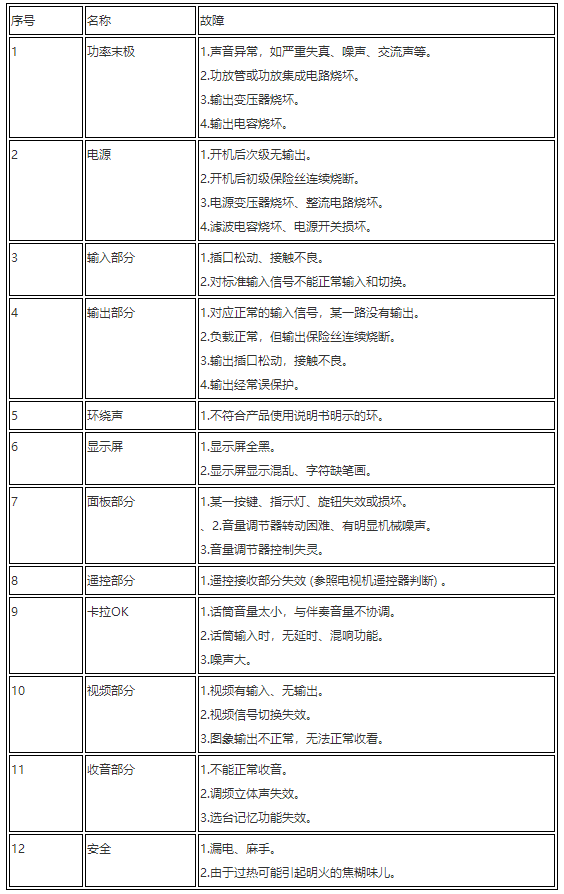 序号 名称 故障
1 功率末极 1.声音异常，如严重失真、噪声、交流声等。
2.功放管或功放集成电路烧坏。
3.输出变压器烧坏。
4.输出电容烧坏。
2 电源 1.开机后次级无输出。
2.开机后初级保险丝连续烧断。
3.电源变压器烧坏、整流电路烧坏。
4.滤波电容烧坏、电源开关损坏。
3 输入部分 1.插口松动、接触不良。
2.对标准输入信号不能正常输入和切换。
4 输出部分 1.对应正常的输入信号，某一路没有输出。
2.负载正常，但输出保险丝连续烧断。
3.输出插口松动，接触不良。
4.输出经常误保护。
5 环绕声 1.不符合产品使用说明书明示的环。
6 显示屏 1.显示屏全黑。
2.显示屏显示混乱、字符缺笔画。
7 面板部分 1.某一按键、指示灯、旋钮失效或损坏。
、2.音量调节器转动困难、有明显机械噪声。
3.音量调节器控制失灵。
8 遥控部分 1.遥控接收部分失效 (参照电视机遥控器判断) 。
9 卡拉OK 1.话筒音量太小，与伴奏音量不协调。
2.话筒输入时，无延时、混响功能。
3.噪声大。
10 视频部分 1.视频有输入、无输出。
2.视频信号切换失效。
3.图象输出不正常，无法正常收看。
11 收音部分 1.不能正常收音。
2.调频立体声失效。
3.选台记忆功能失效。
12 安全 1.漏电、麻手。
2.由于过热可能引起明火的焦糊味儿。